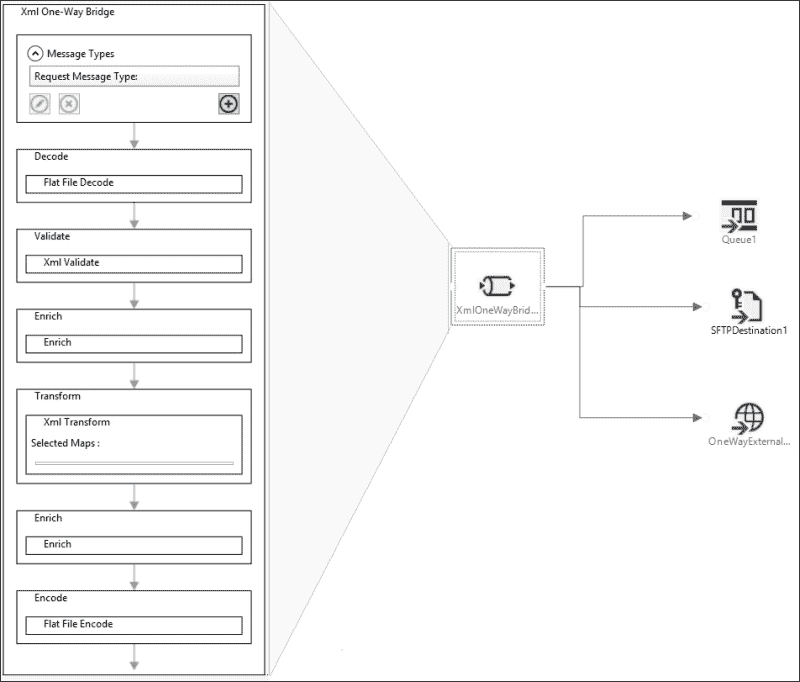 Xml One-Way Bridge
Message Types
Request Message Type:
Decode
Flat File Decode
Validate
Xml Validate
Enrich
Enrich
Transform
Xml Transform
Selected Maps :
Enrich
Enrich
Encode
Flat File Encode
XmlOneWayBrid...
Queue1
SFTPDestination1
OneWayExternal...